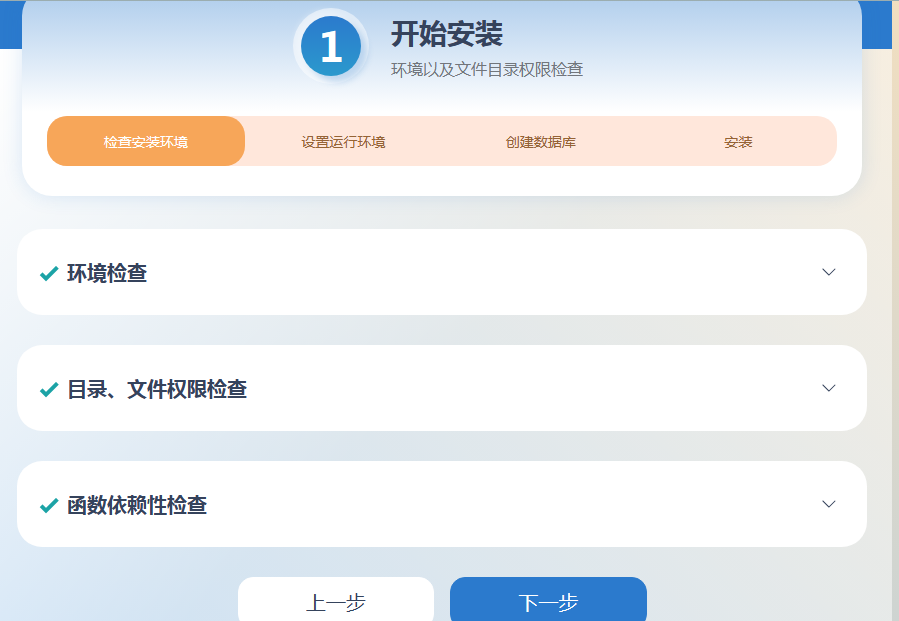 1
开始安装
环境以及文件目录权限检查
检查安装环境 设置运行环境 创建数据库 安装
环境检查
目录、文件权限检查
函数依赖性检查
上一步 下一步